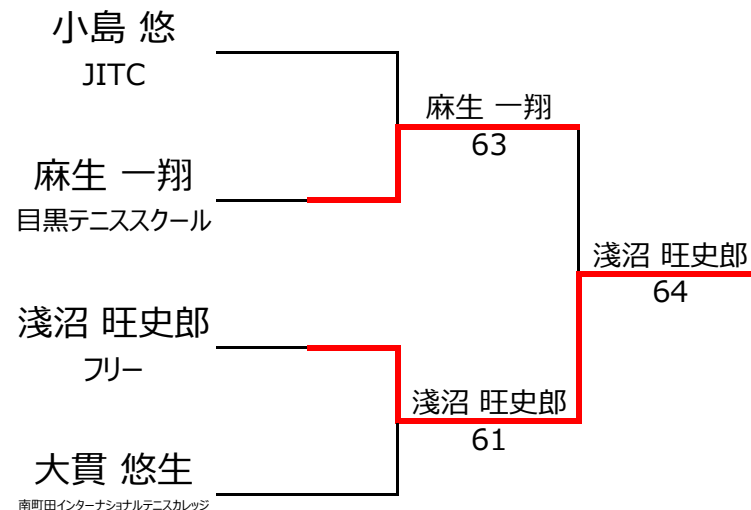 小島 悠
JITC
麻生 一翔
63
麻生 一翔
目黒テニススクール
淺沼 旺史郎
64
淺沼 旺史郎
フリー
淺沼 旺史郎
61
大貫 悠生
南町田インターナショナルテニスカレッジ